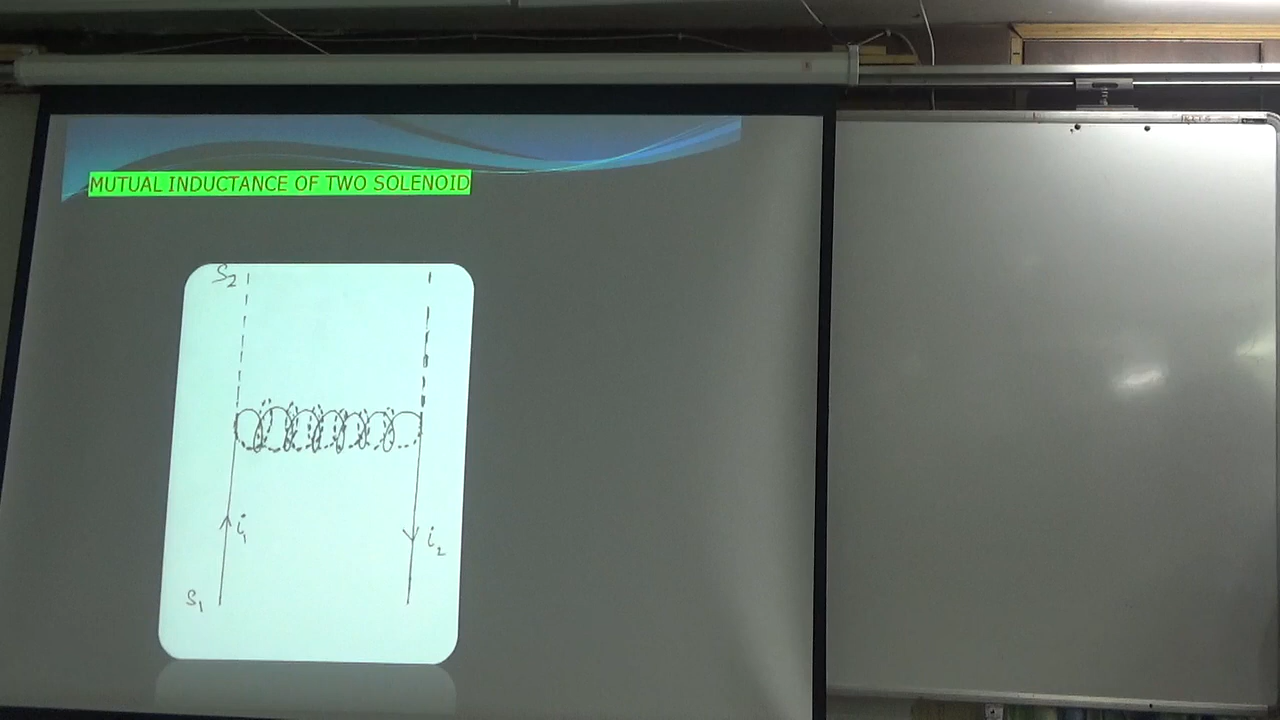 MUTUAL INDUCTANCE OF TWO SOLENOID
S₂
i₁
i₂
S₁